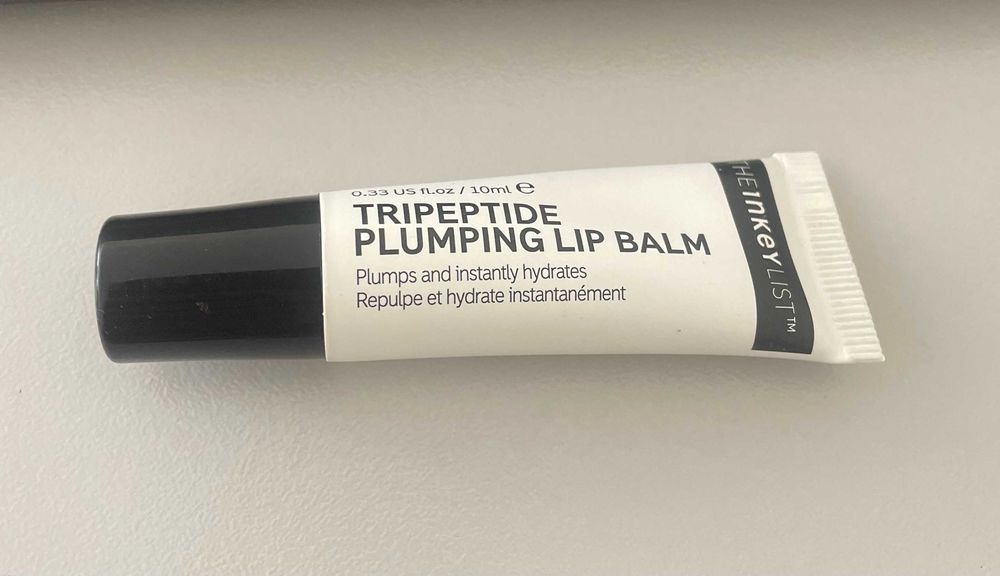 0.33 US fl.oz / 10ml ℮
TRIPEPTIDE
PLUMPING LIP BALM
Plumps and instantly hydrates
Repulpe et hydrate instantanément
THE INKEY LIST™